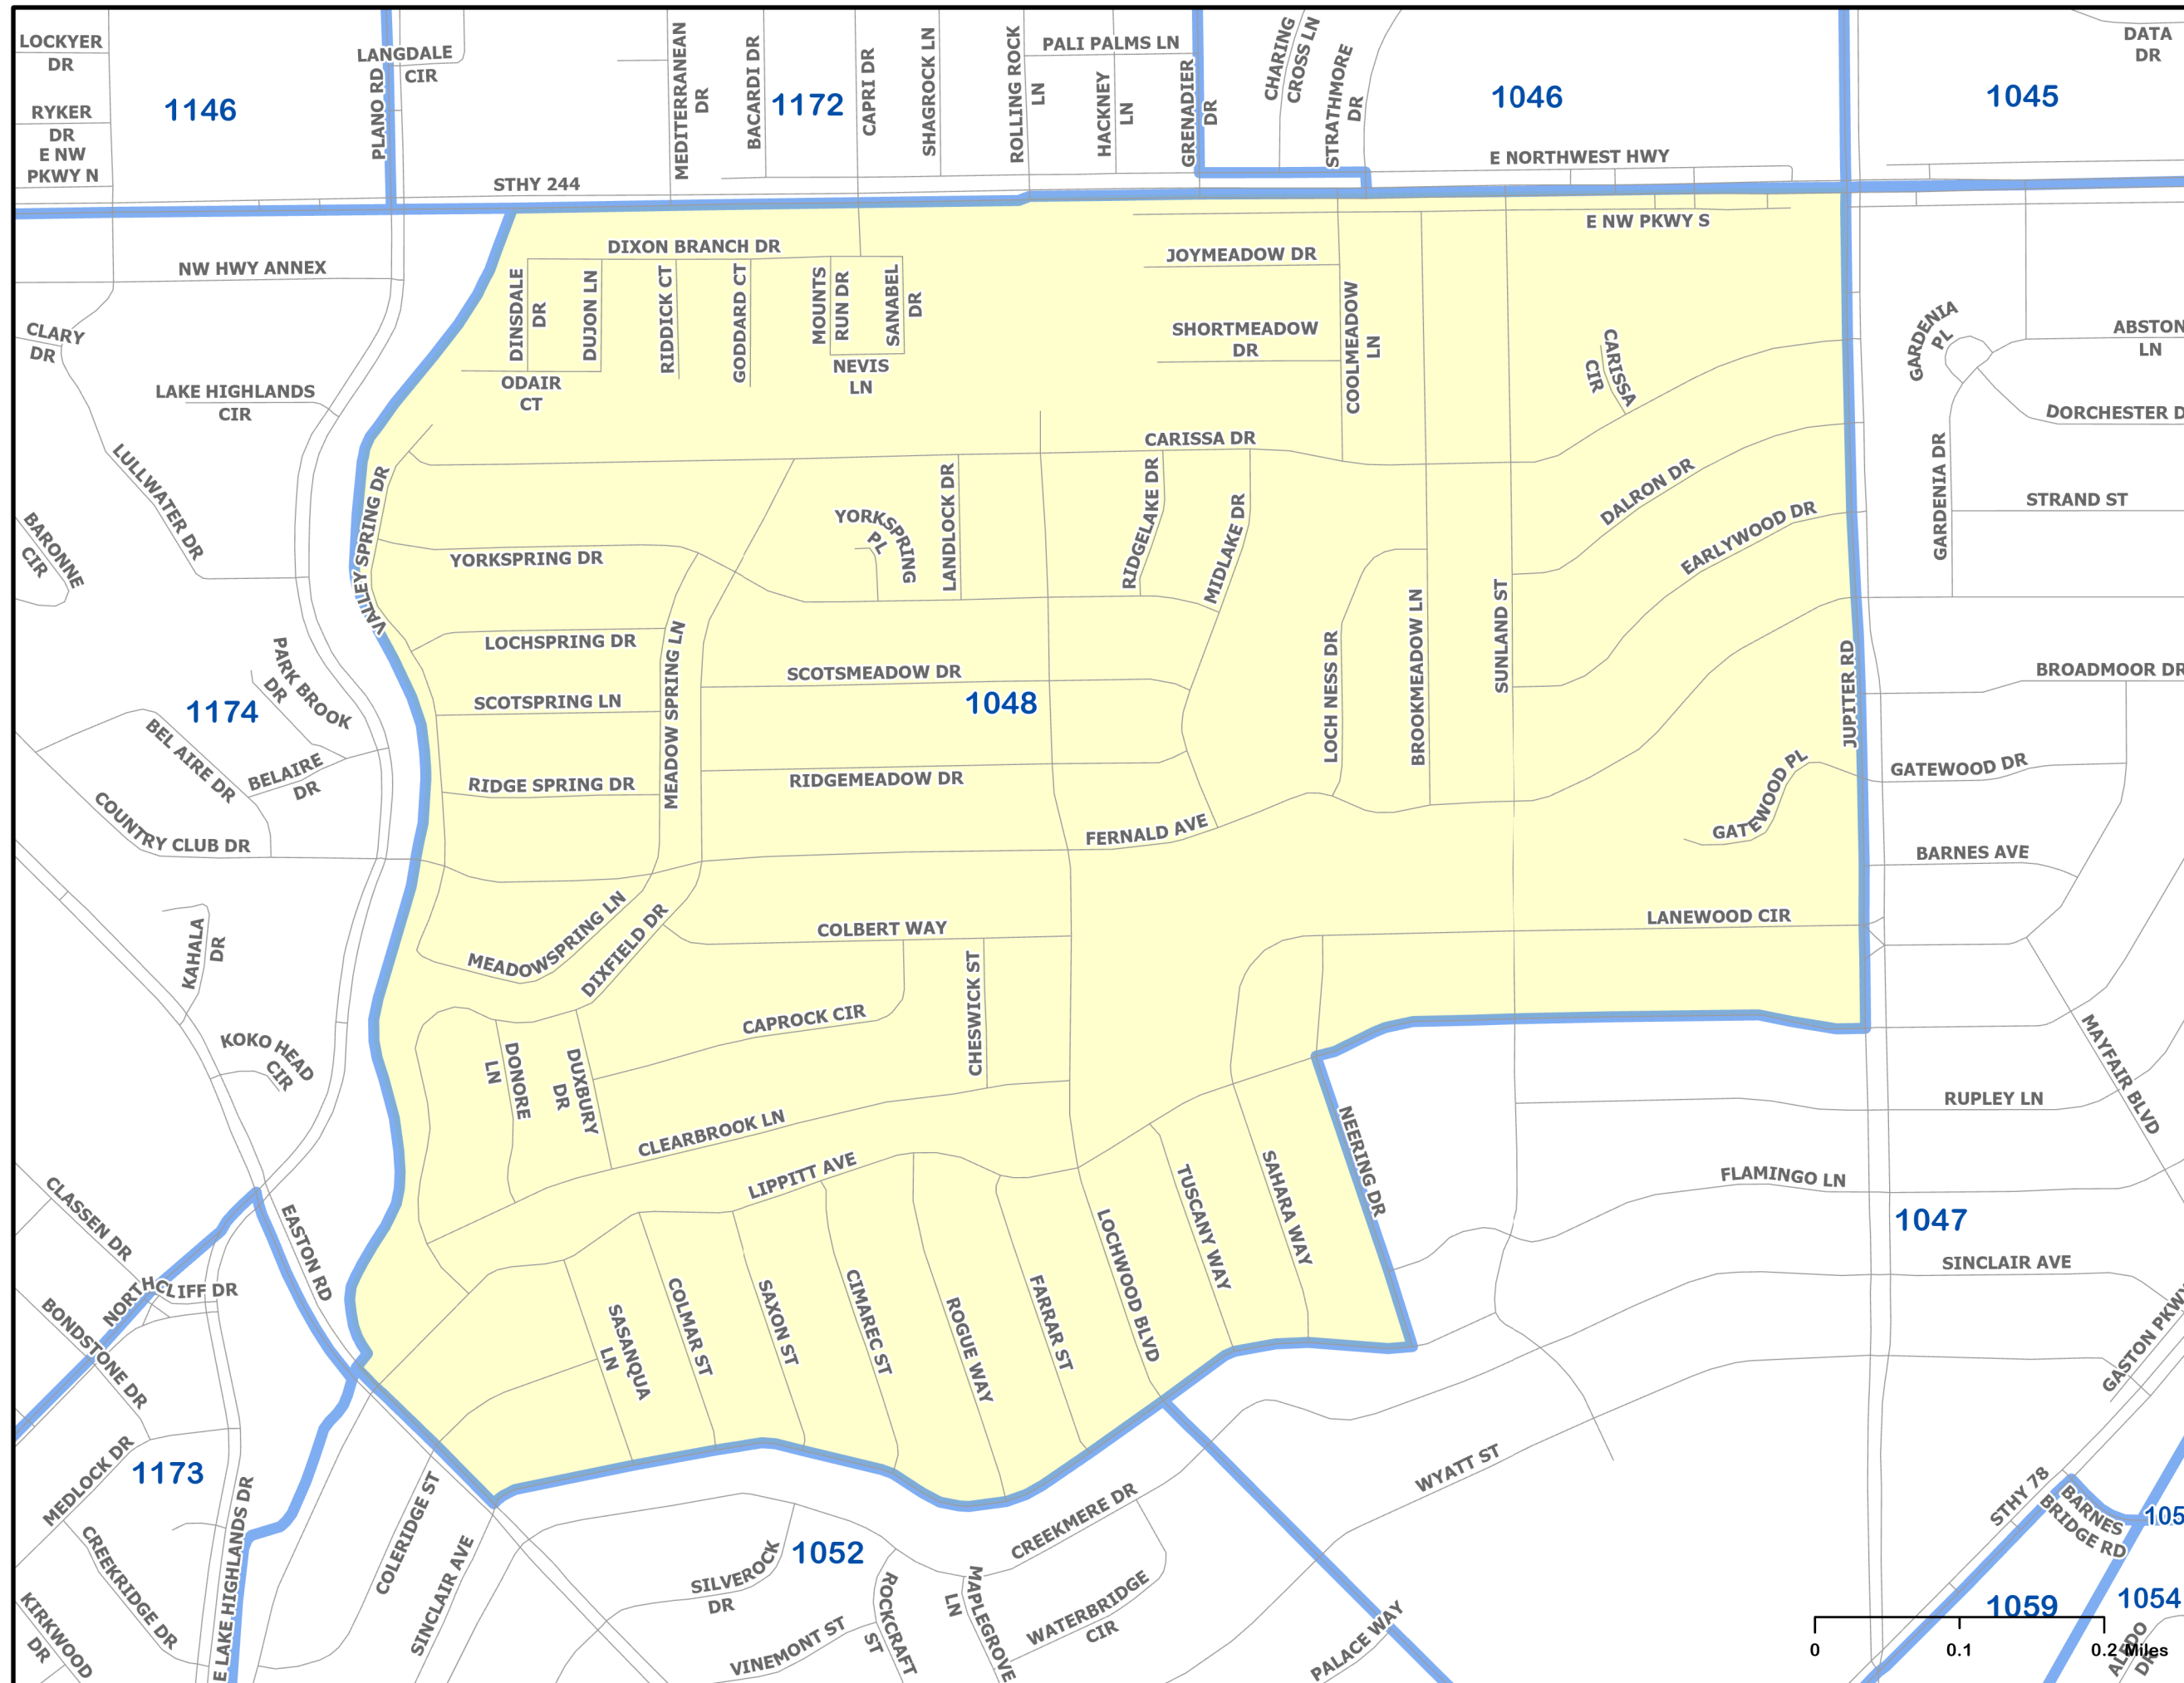 LOCKYER
DR
RYKER
DR
E NW
PKWY N
1146
PLANO RD
LANGDALE
CIR
STHY 244
MEDITERRANEAN
DR
BACARDI DR
1172
CAPRI DR
SHAGROCK LN
ROLLING ROCK
LN
PALI PALMS LN
HACKNEY
LN
GRENADIER
DR
CHARING
CROSS LN
STRATHMORE
DR
1046
E NORTHWEST HWY
1045
DATA
DR
E NW PKWY S
NW HWY ANNEX
CLARY
DR
LAKE HIGHLANDS
CIR
LULLWATER DR
BARONNE
CIR
DIXON BRANCH DR
DINSDALE
DR
DUJON LN
RIDDICK CT
GODDARD CT
MOUNTS
RUN DR
SANABEL
DR
NEVIS
LN
ODAIR
CT
JOYMEADOW DR
SHORTMEADOW
DR
COOLMEADOW
LN
CARISSA
CIR
GARDENIA
PL
ABSTON
LN
DORCHESTER D
GARDENIA DR
STRAND ST
CARISSA DR
VALLEY SPRING DR
YORKSPRING DR
YORKSPRING
PL
LANDLOCK DR
RIDGELAKE DR
MIDLAKE DR
DALRON DR
EARLYWOOD DR
LOCHSPRING DR
MEADOW SPRING LN
SCOTSPRING LN
SCOTSMEADOW DR
1048
LOCH NESS DR
BROOKMEADOW LN
SUNLAND ST
JUPITER RD
BROADMOOR DR
PARK BROOK
DR
1174
BEL AIRE DR
BELAIRE
DR
COUNTRY CLUB DR
RIDGE SPRING DR
RIDGEMEADOW DR
FERNALD AVE
GATEWOOD PL
GATEWOOD DR
BARNES AVE
KAHALA
DR
KOKO HEAD
CIR
MEADOWSPRING LN
DIXFIELD DR
COLBERT WAY
LANEWOOD CIR
CAPROCK CIR
CHESWICK ST
DONORE
LN
DUXBURY
DR
CLEARBROOK LN
LIPPITT AVE
MAYFAIR BLVD
RUPLEY LN
FLAMINGO LN
1047
SINCLAIR AVE
NEERING DR
SAHARA WAY
TUSCANY WAY
LOCHWOOD BLVD
FARRAR ST
ROGUE WAY
CIMAREC ST
SAXON ST
COLMAR ST
SASANQUA
LN
CLASSEN DR
NORTHCLIFF DR
EASTON RD
BONDSTONE DR
1173
MEDLOCK DR
CREEKRIDGE DR
KIRKWOOD
DR
E LAKE HIGHLANDS DR
COLERIDGE ST
SINCLAIR AVE
1052
SILVEROCK
DR
VINEMONT ST
ROCKCRAFT
ST
MAPLEGROVE
LN
CREEKMERE DR
WATERBRIDGE
CIR
WYATT ST
PALACE WAY
GASTON PKWY
STHY 78
BARNES
BRIDGE RD
105
1059
1054
ALEDO
DR
0
0.1
0.2 Miles